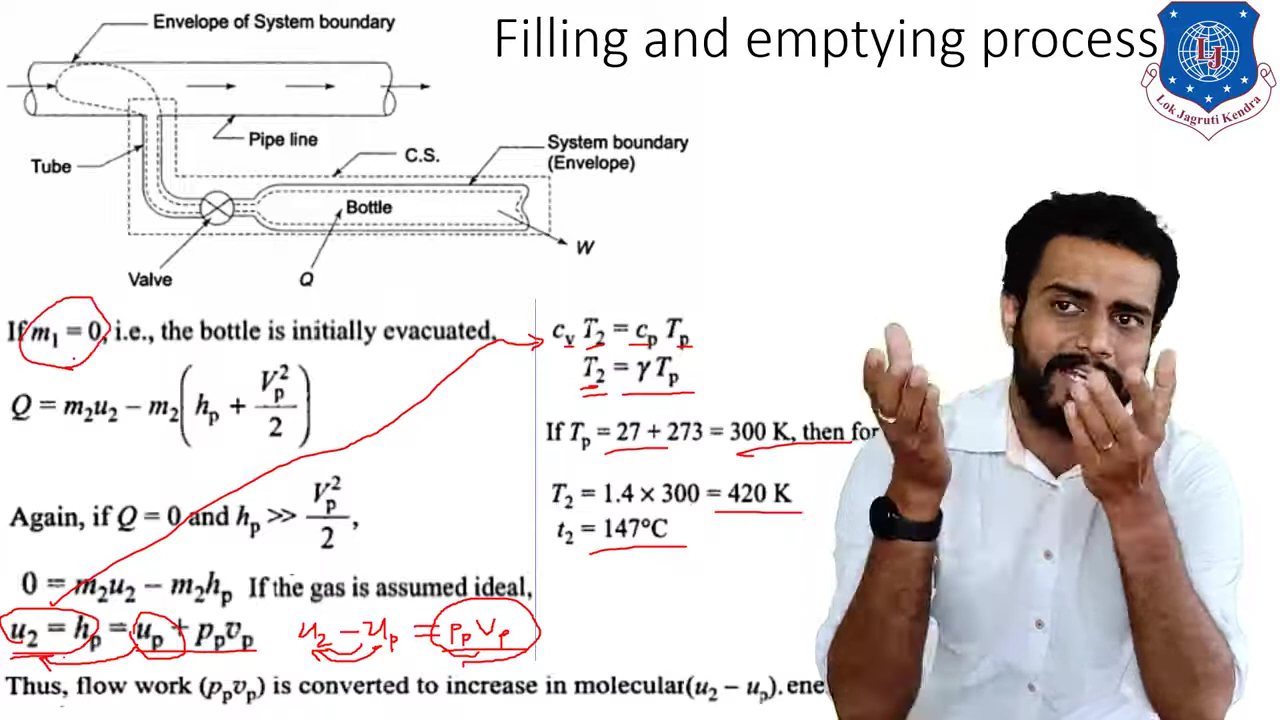 Filling and emptying process
LJ
Lok Jagruti Kendra
Envelope of System boundary
Pipe line
Tube
C.S.
System boundary
(Envelope)
Bottle
W
Valve
Q
If m₁ = 0, i.e., the bottle is initially evacuated,
Q = m₂u₂ − m₂(hₚ + Vₚ²/2)
Again, if Q = 0 and hₚ >> Vₚ²/2,
0 = m₂u₂ − m₂hₚ If the gas is assumed ideal,
u₂ = hₚ = uₚ + pₚvₚ
u₂ − uₚ = pₚvₚ
Thus, flow work (pₚvₚ) is converted to increase in molecular(u₂ − uₚ). ene
cᵥ T₂ = cₚ Tₚ
T₂ = γ Tₚ
If Tₚ = 27 + 273 = 300 K, then for
T₂ = 1.4 × 300 = 420 K
t₂ = 147°C